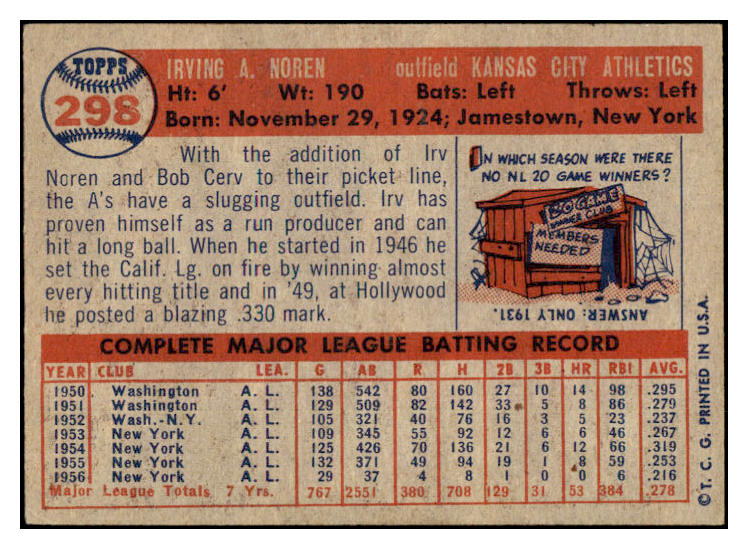 TOPPS
298
IRVING A. NOREN outfield KANSAS CITY ATHLETICS
Ht: 6' Wt: 190 Bats: Left Throws: Left
Born: November 29, 1924; Jamestown, New York
With the addition of Irv
Noren and Bob Cerv to their picket line,
the A's have a slugging outfield. Irv has
proven himself as a run producer and can
hit a long ball. When he started in 1946 he
set the Calif. Lg. on fire by winning almost
every hitting title and in '49, at Hollywood
he posted a blazing .330 mark.
IN WHICH SEASON WERE THERE
NO NL 20 GAME WINNERS?
20 GAME
WINNER CLUB
MEMBERS
NEEDED
ANSWER: ONLY 1931.
COMPLETE MAJOR LEAGUE BATTING RECORD
YEAR CLUB LEA. G AB R H 2B 3B HR RBI AVG.
1950 Washington A. L. 138 542 80 160 27 10 14 98 .295
1951 Washington A. L. 129 509 82 142 33 5 8 86 .279
1952 Wash.-N.Y. A. L. 105 321 40 76 16 3 5 23 .237
1953 New York A. L. 109 345 55 92 12 6 6 46 .267
1954 New York A. L. 125 426 70 136 21 6 12 66 .319
1955 New York A. L. 132 371 49 94 19 1 8 59 .253
1956 New York A. L. 29 37 4 8 1 0 0 6 .216
Major League Totals 7 Yrs. 767 2551 380 708 129 31 53 384 .278
© T. C. G. PRINTED IN U.S.A.